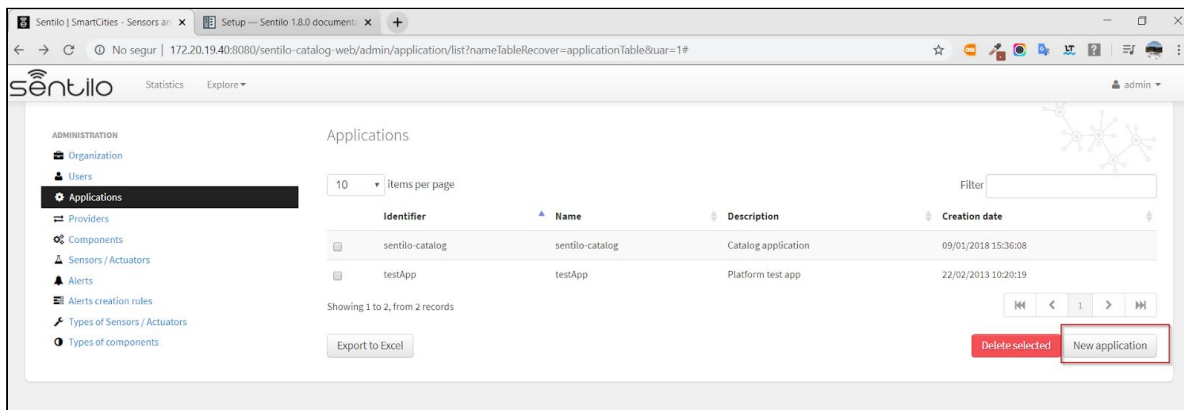 Sentilo | SmartCities - Sensors an
Setup — Sentilo 1.8.0 documenta
No segur | 172.20.19.40:8080/sentilo-catalog-web/admin/application/list?nameTableRecover=applicationTable&uar=1#
sentilo Statistics Explore admin
ADMINISTRATION
Organization
Users
Applications
Providers
Components
Sensors / Actuators
Alerts
Alerts creation rules
Types of Sensors / Actuators
Types of components
Applications
10 items per page Filter
Identifier Name Description Creation date
sentilo-catalog sentilo-catalog Catalog application 09/01/2018 15:36:08
testApp testApp Platform test app 22/02/2013 10:20:19
Showing 1 to 2, from 2 records 1
Export to Excel Delete selected New application